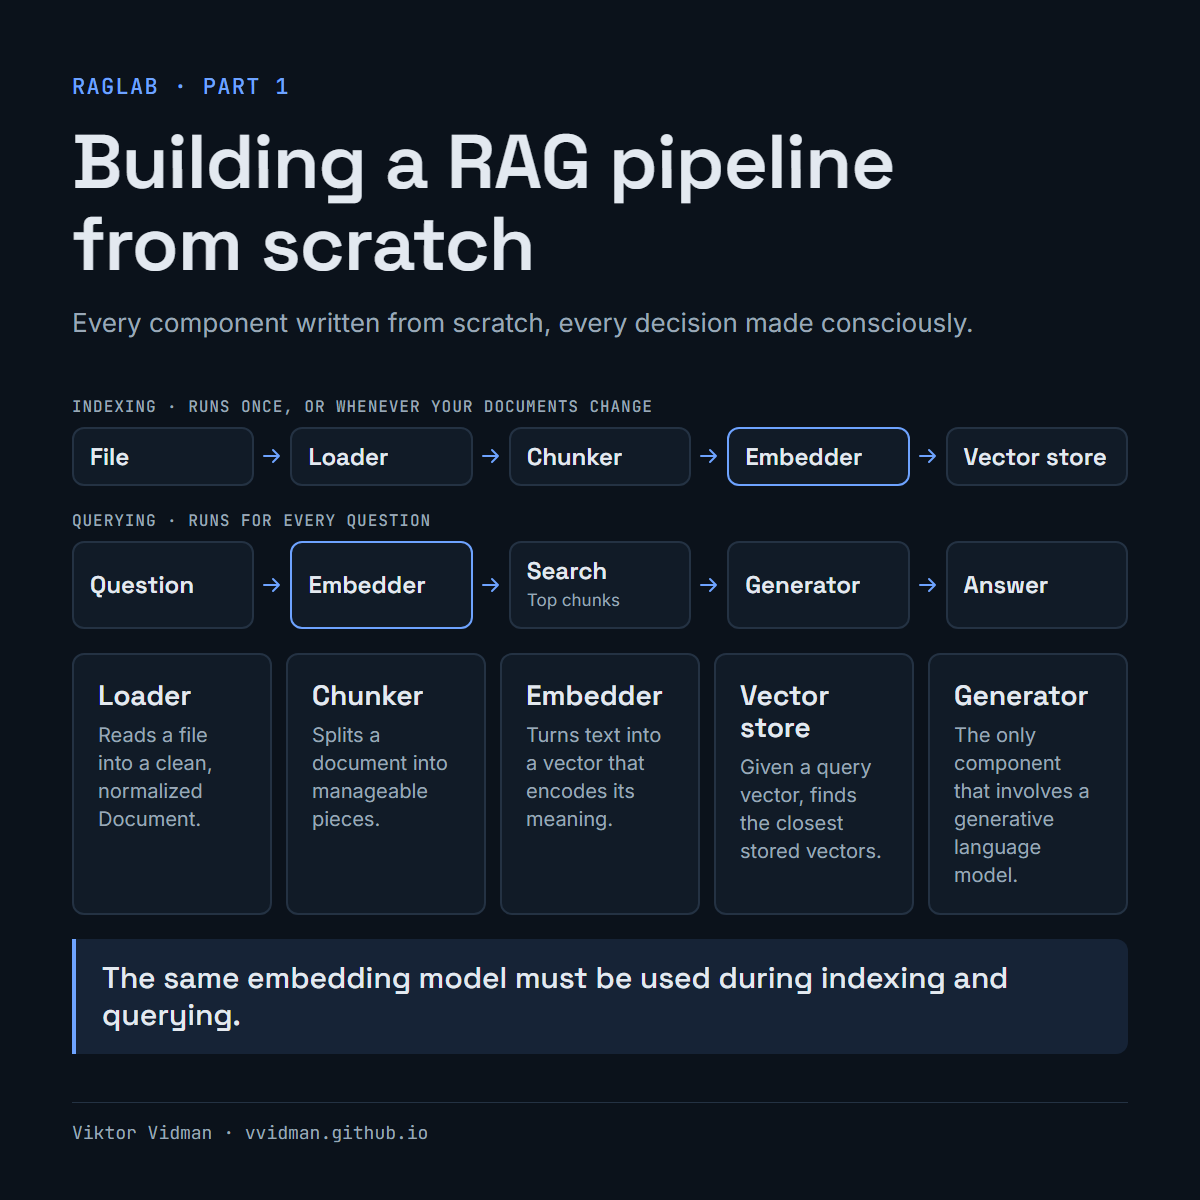 RAGLAB · PART 1
Building a RAG pipeline
from scratch
Every component written from scratch, every decision made consciously.
INDEXING · RUNS ONCE, OR WHENEVER YOUR DOCUMENTS CHANGE
File → Loader → Chunker → Embedder → Vector store
QUERYING · RUNS FOR EVERY QUESTION
Question → Embedder → Search → Generator → Answer
Top chunks
Loader
Reads a file
into a clean,
normalized
Document.
Chunker
Splits a
document into
manageable
pieces.
Embedder
Turns text into
a vector that
encodes its
meaning.
Vector
store
Given a query
vector, finds
the closest
stored vectors.
Generator
The only
component
that involves a
generative
language
model.
The same embedding model must be used during indexing and
querying.
Viktor Vidman · vvidman.github.io